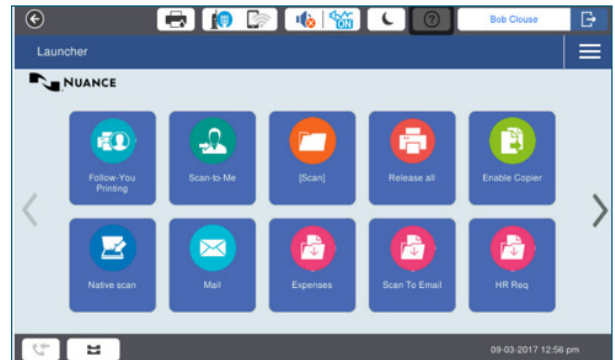 ON
?
Bob Clouse
Launcher
NUANCE
Follow-You
Printing
Scan-to-Me
[Scan]
Release all
Enable Copier
Native scan
Mail
Expenses
Scan To Email
HR Req
09-03-2017 12:56 pm